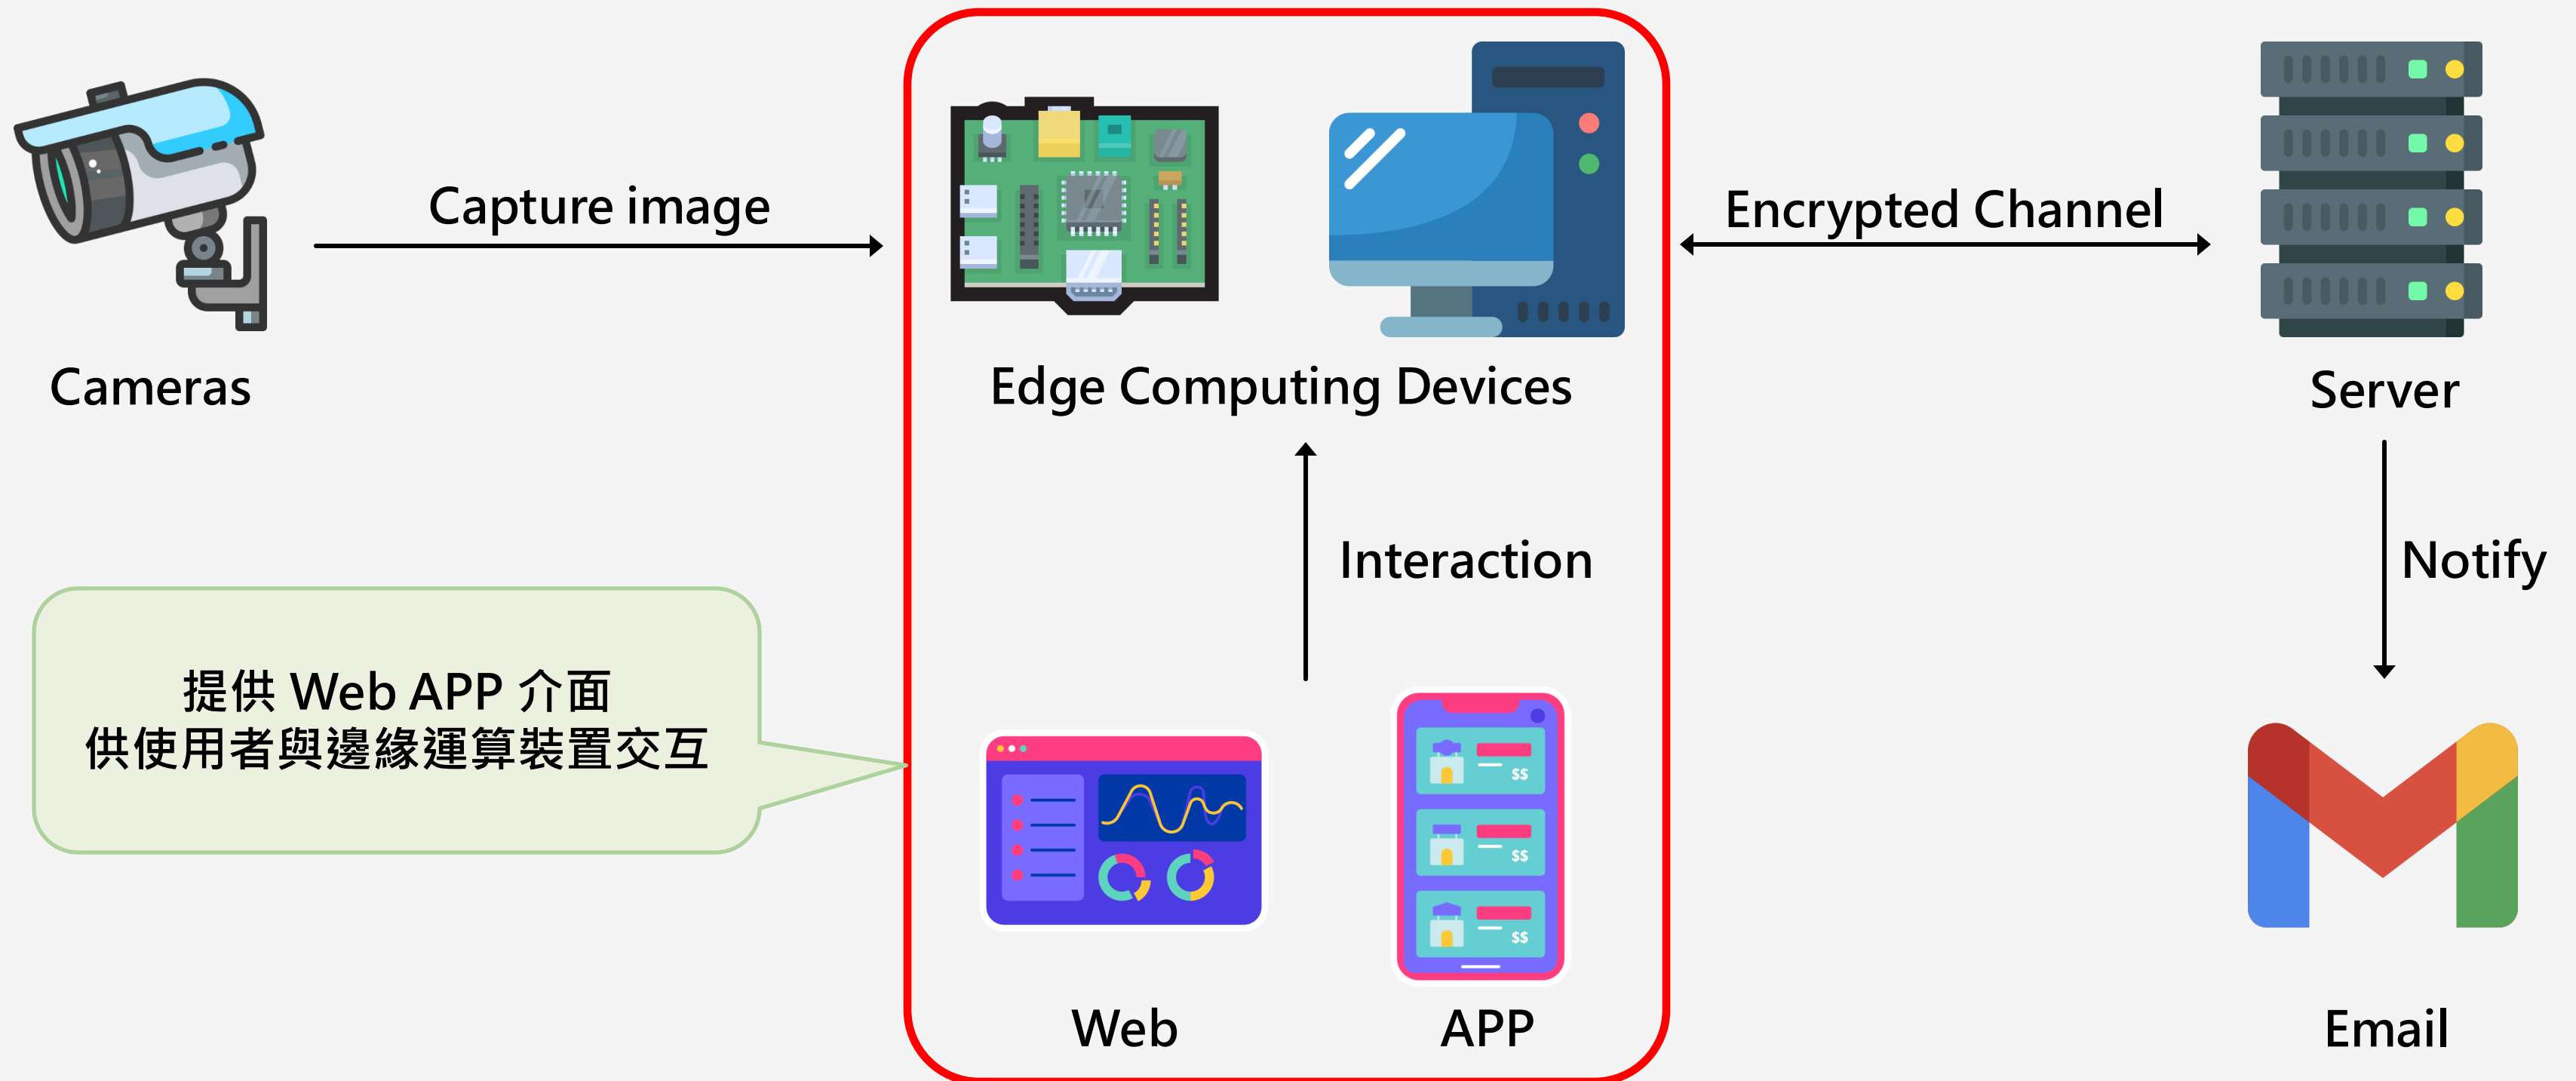 Capture image
Encrypted Channel
Cameras
Edge Computing Devices
Server
Interaction
Notify
提供 Web APP 介面
供使用者與邊緣運算裝置交互
$$
$$
$$
Web
APP
Email